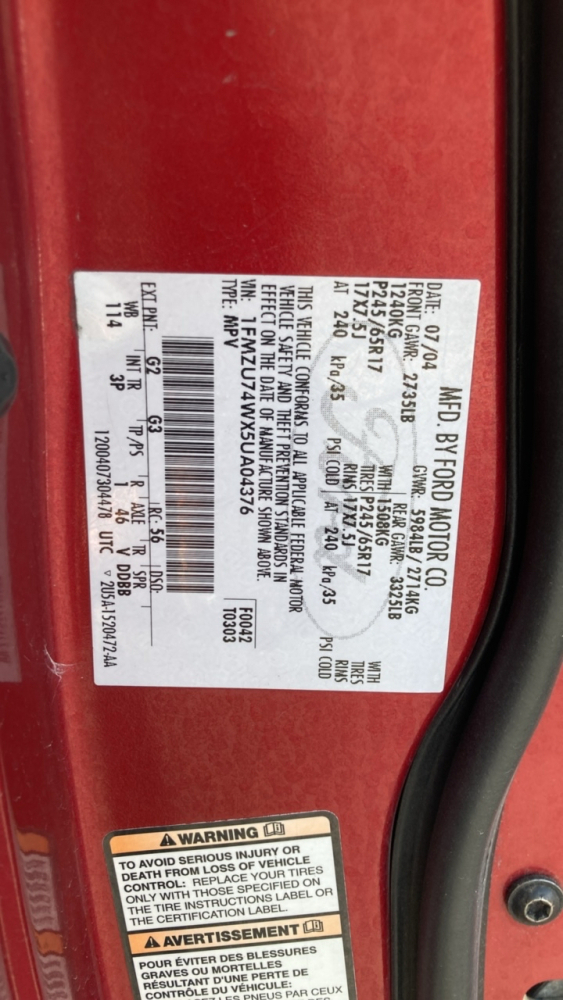 MFD. BY FORD MOTOR CO.
DATE: 07/04 GVWR: 5984LB/ 2714KG
FRONT GAWR: 2735LB REAR GAWR: 3325LB
1240KG WITH 1508KG WITH
P245/65R17 TIRES P245/65R17 TIRES
17X7.5J RIMS 17X7.5J RIMS
AT 240 kPa/35 PSI COLD AT 240 kPa/35 PSI COLD
THIS VEHICLE CONFORMS TO ALL APPLICABLE FEDERAL MOTOR
VEHICLE SAFETY AND THEFT PREVENTION STANDARDS IN
EFFECT ON THE DATE OF MANUFACTURE SHOWN ABOVE.
VIN: 1FMZU74WX5UA04376 F0042
TYPE: MPV T0303
EXT PNT: G2 G3 RC: 56 DSO:
WB INT TR TP/PS R AXLE TR SPR
114 3P 1 46 V DDBB
1200407304478 UTC ▽ 2U5A-1520472-AA
WARNING
TO AVOID SERIOUS INJURY OR
DEATH FROM LOSS OF VEHICLE
CONTROL: REPLACE YOUR TIRES
ONLY WITH THOSE SPECIFIED ON
THE TIRE INSTRUCTIONS LABEL OR
THE CERTIFICATION LABEL.
AVERTISSEMENT
POUR ÉVITER DES BLESSURES
GRAVES OU MORTELLES
RÉSULTANT D'UNE PERTE DE
CONTRÔLE DU VÉHICULE:
LES PNEUS PAR CEUX